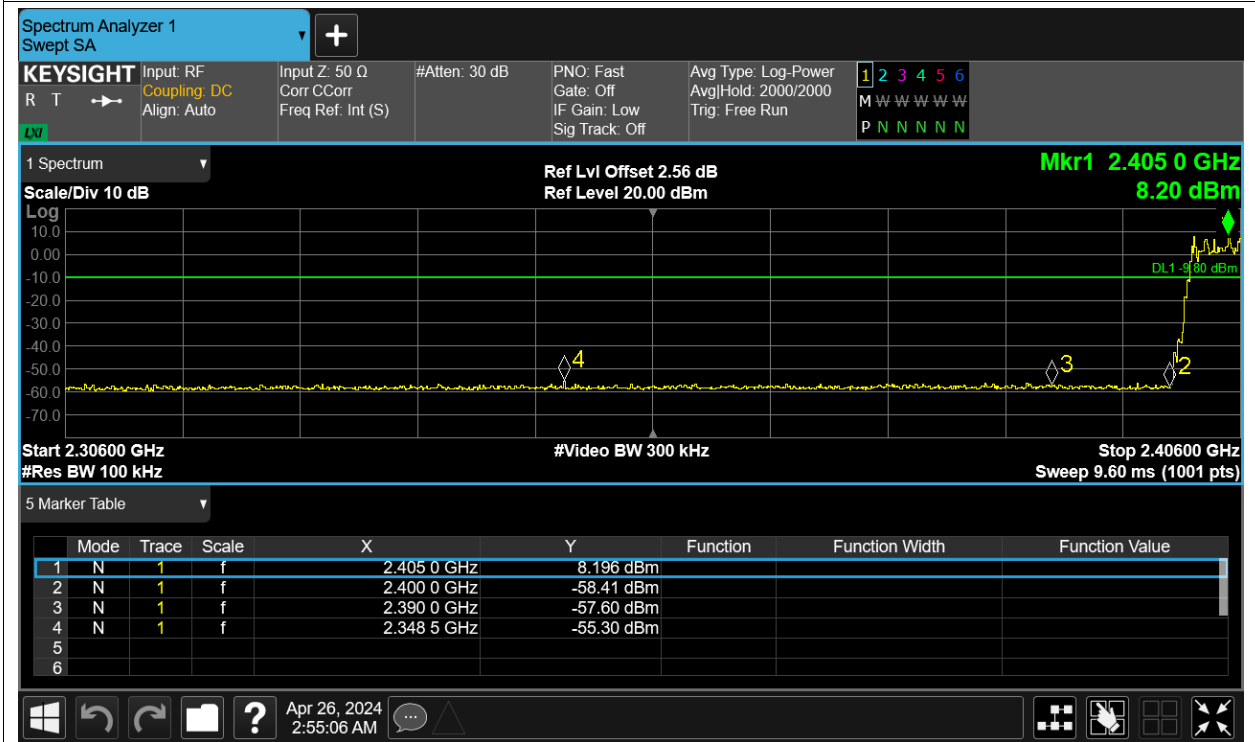 Spectrum Analyzer 1
Swept SA
KEYSIGHT Input: RF Input Z: 50 Ω #Atten: 30 dB PNO: Fast Avg Type: Log-Power 1 2 3 4 5 6
R T Coupling: DC Corr CCorr Gate: Off Avg|Hold: 2000/2000 M W W W W W W
Align: Auto Freq Ref: Int (S) IF Gain: Low Trig: Free Run
LXI Sig Track: Off P N N N N N N
1 Spectrum Ref Lvl Offset 2.56 dB Mkr1 2.405 0 GHz
Scale/Div 10 dB Ref Level 20.00 dBm 8.20 dBm
Log
10.0
0.00
DL1 -9.80 dBm
-10.0
-20.0
-30.0
-40.0
4 3 2
-50.0
-60.0
-70.0
Start 2.30600 GHz #Video BW 300 kHz Stop 2.40600 GHz
#Res BW 100 kHz Sweep 9.60 ms (1001 pts)
5 Marker Table
Mode Trace Scale X Y Function Function Width Function Value
1 N 1 f 2.405 0 GHz 8.196 dBm
2 N 1 f 2.400 0 GHz -58.41 dBm
3 N 1 f 2.390 0 GHz -57.60 dBm
4 N 1 f 2.348 5 GHz -55.30 dBm
5
6
? Apr 26, 2024
2:55:06 AM